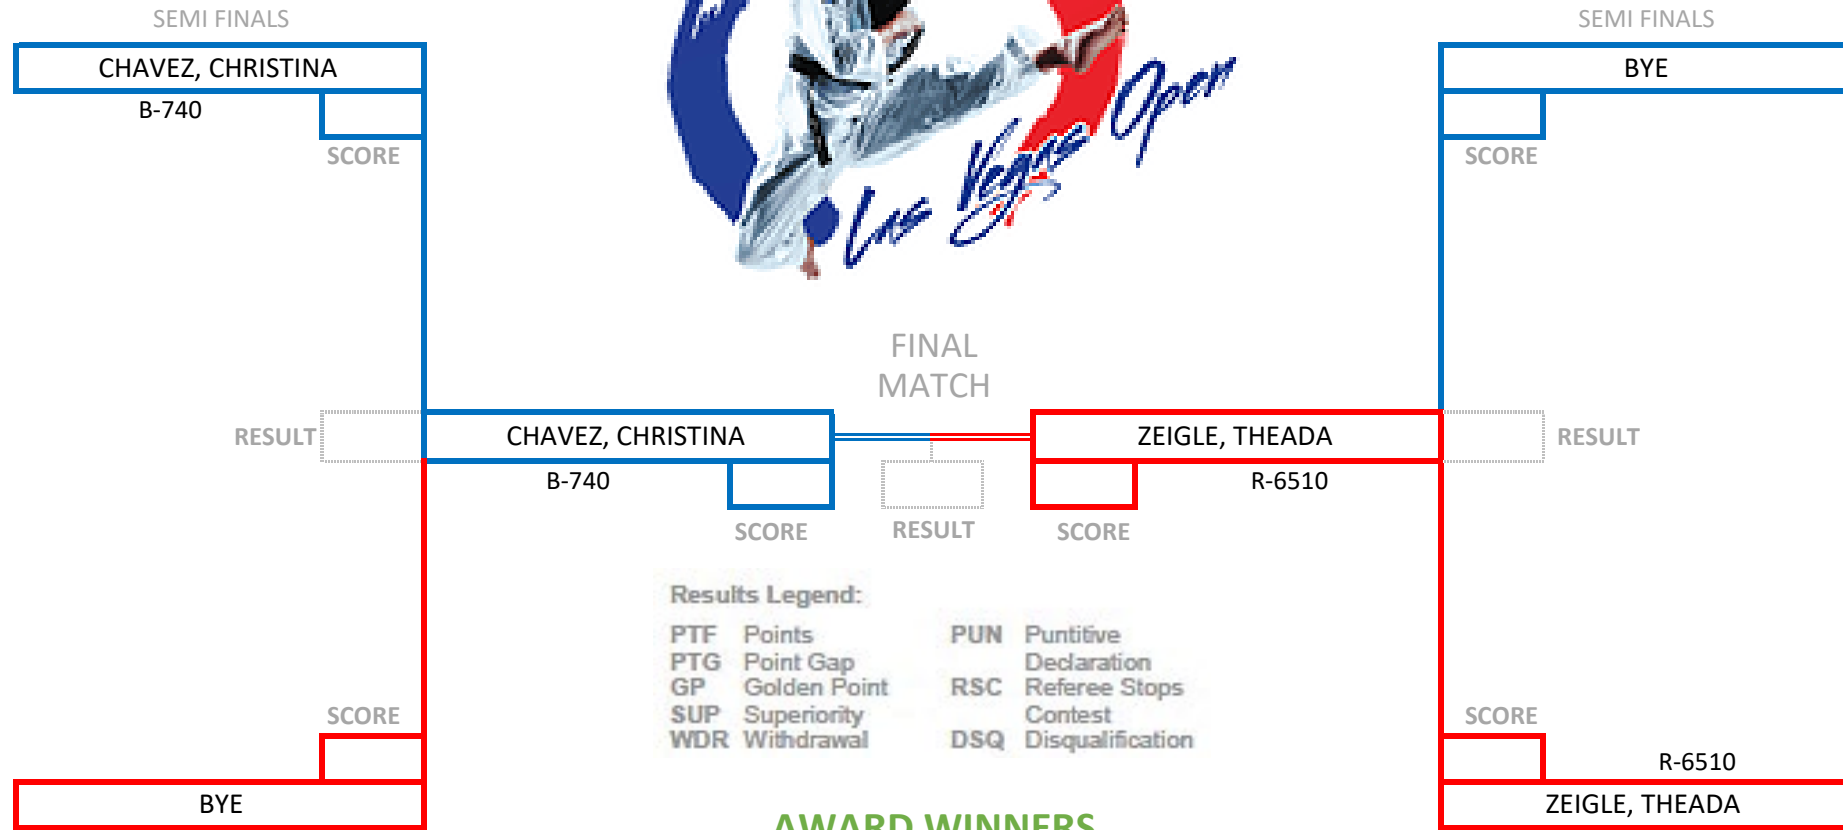 SEMI FINALS
SEMI FINALS
CHAVEZ, CHRISTINA
BYE
B-740
SCORE
SCORE
Las Vegas Open
FINAL
MATCH
RESULT
CHAVEZ, CHRISTINA
ZEIGLE, THEADA
RESULT
B-740
R-6510
SCORE
RESULT
SCORE
Results Legend:
PTF Points
PTG Point Gap
GP Golden Point
SUP Superiority
WDR Withdrawal
PUN Puntitive
Declaration
RSC Referee Stops
Contest
DSQ Disqualification
SCORE
SCORE
R-6510
BYE
ZEIGLE, THEADA
AWARD WINNERS